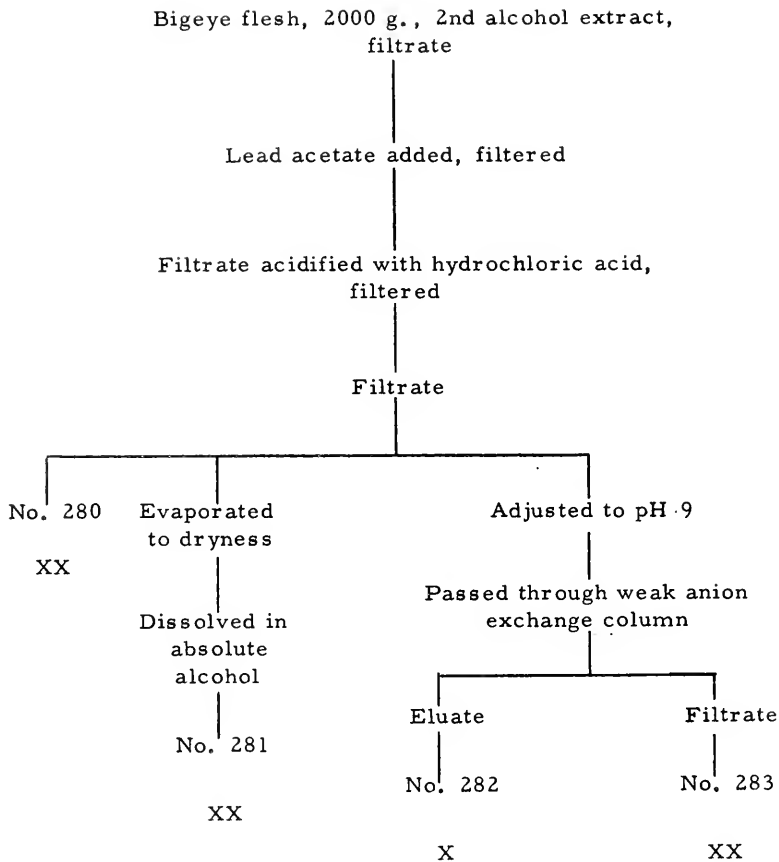 Bigeye flesh, 2000 g., 2nd alcohol extract,
filtrate
Lead acetate added, filtered
Filtrate acidified with hydrochloric acid,
filtered
Filtrate
No. 280
XX
Evaporated
to dryness
Dissolved in
absolute
alcohol
No. 281
XX
Adjusted to pH 9
Passed through weak anion
exchange column
Eluate
No. 282
X
Filtrate
No. 283
XX